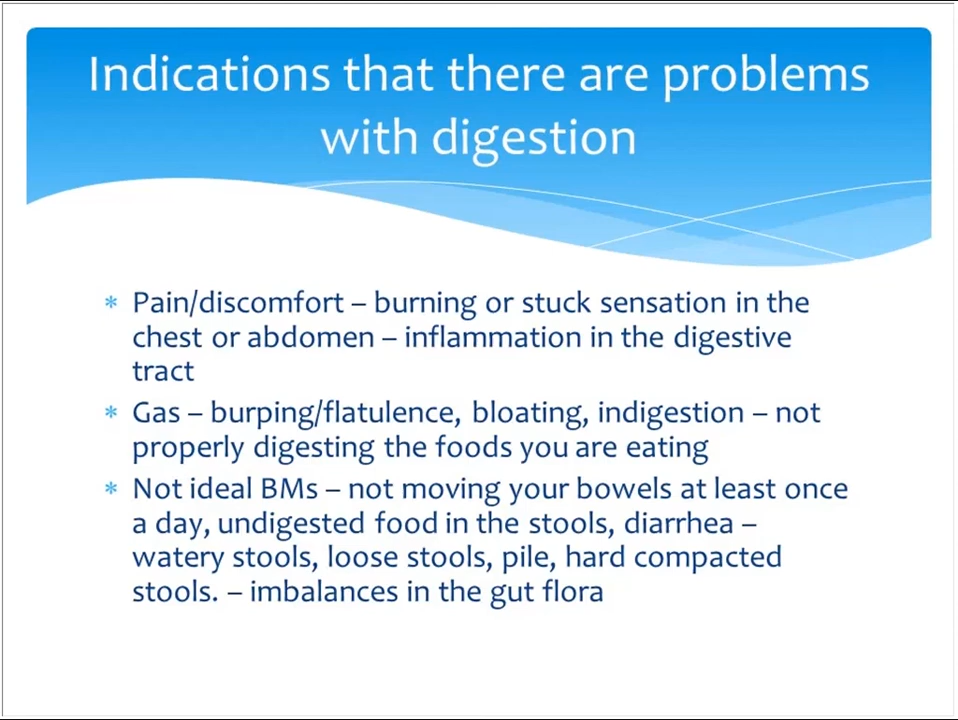 Indications that there are problems
with digestion
* Pain/discomfort – burning or stuck sensation in the
chest or abdomen – inflammation in the digestive
tract
* Gas – burping/flatulence, bloating, indigestion – not
properly digesting the foods you are eating
* Not ideal BMs – not moving your bowels at least once
a day, undigested food in the stools, diarrhea –
watery stools, loose stools, pile, hard compacted
stools. – imbalances in the gut flora